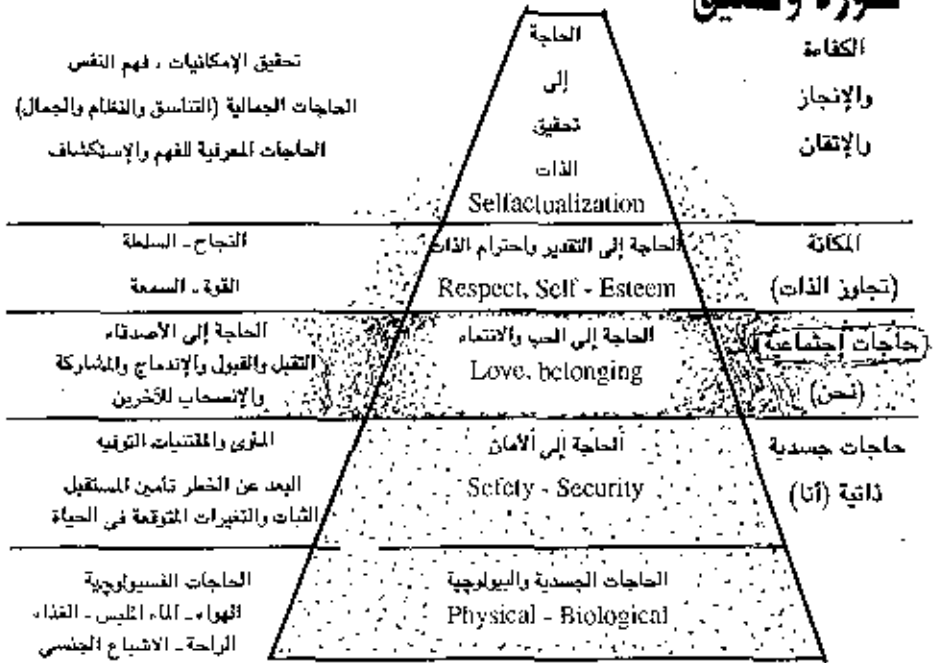 الحاجة
إلى
تحقيق
الذات
Selfactualization
الكفاءة
والإنجاز
والإتقان
تحقيق الإمكانيات ، فهم النفس
الحاجات الجمالية (التناسق والنظام والجمال)
الحاجات المعرفية للفهم والإستكشاف
المكانة
(تجاوز الذات)
الحاجة إلى التقدير واحترام الذات
Respect, Self - Esteem
النجاح - السلطة
القوة - السمعة
حاجات إجتماعية
(نحن)
الحاجة إلى الحب والانتماء
Love, belonging
الحاجة إلى الأصدقاء
التقبل والقبول والإندماج والمشاركة
والإنسحاب للآخرين
حاجات جسدية
ذاتية (أنا)
الحاجة إلى الأمان
Sefety - Security
المأوى والمقتنيات
البعد عن الخطر تأمين المستقبل
الثبات والتغيرات المتوقعة في الحياة
الحاجات الجسدية والبيولوچية
Physical - Biological
الحاجات الفسيولوچية
الهواء - الماء الملبس - الغذاء
الراحة - الاشباع الجنسي